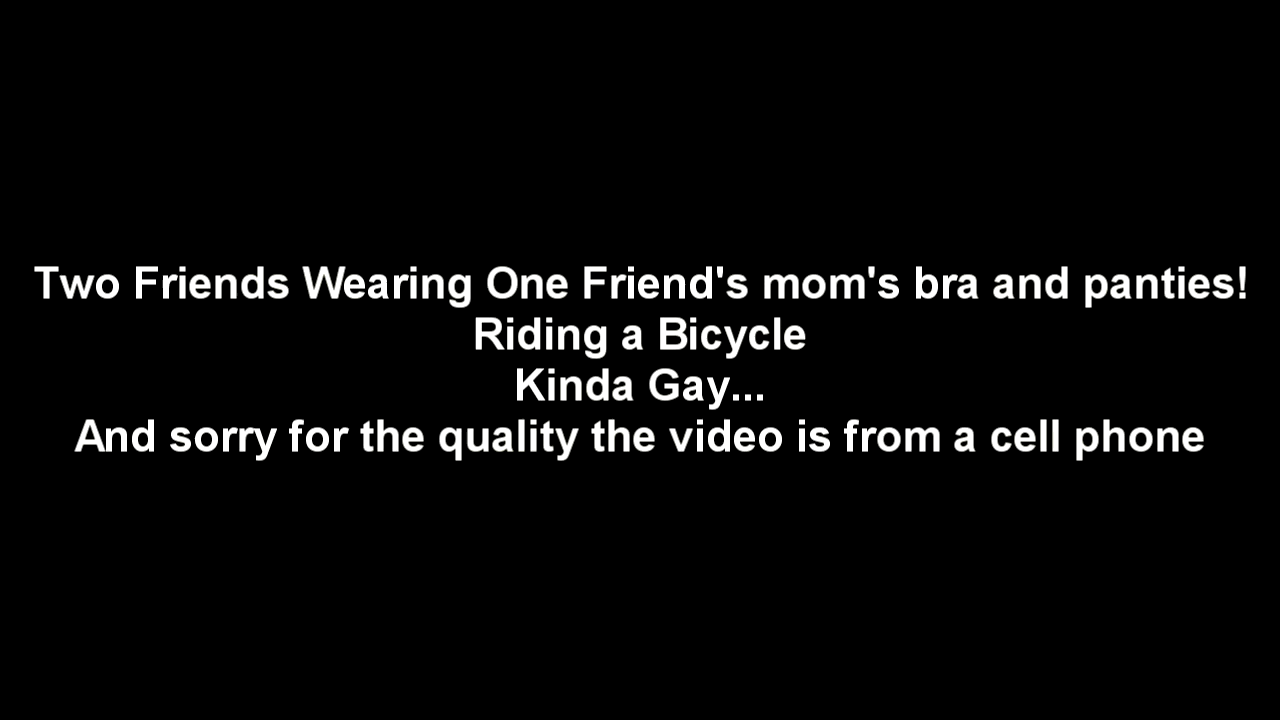 Two Friends Wearing One Friend's mom's bra and panties!
Riding a Bicycle
Kinda Gay...
And sorry for the quality the video is from a cell phone